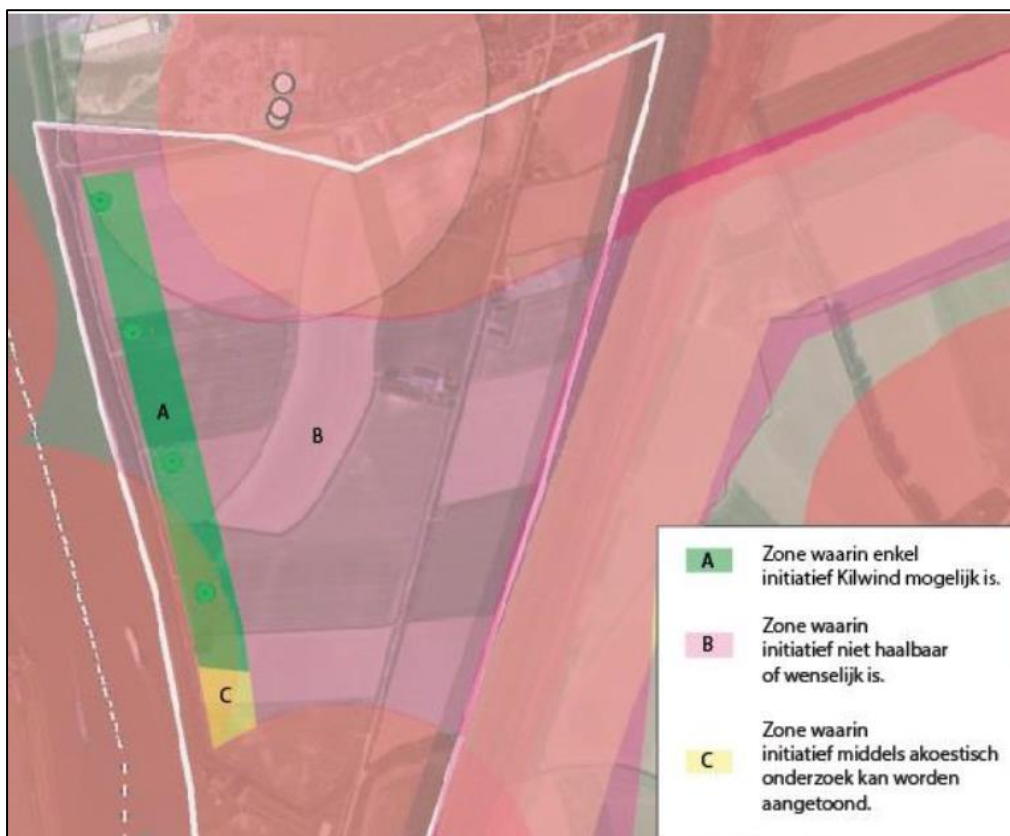 A
B
C
A
Zone waarin enkel
initiatief Kilwind mogelijk is.
B
Zone waarin
initiatief niet haalbaar
of wenselijk is.
C
Zone waarin
initiatief middels akoestisch
onderzoek kan worden
aangetoond.